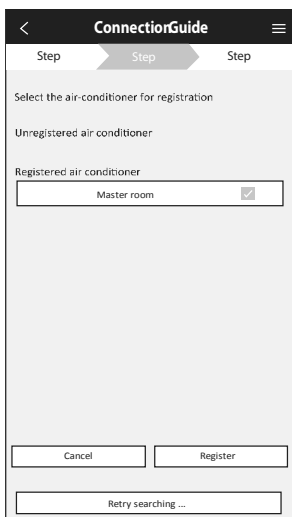 ConnectionGuide
Step Step Step
Select the air-conditioner for registration
Unregistered air conditioner
Registered air conditioner
Master room
Cancel Register
Retry searching ...